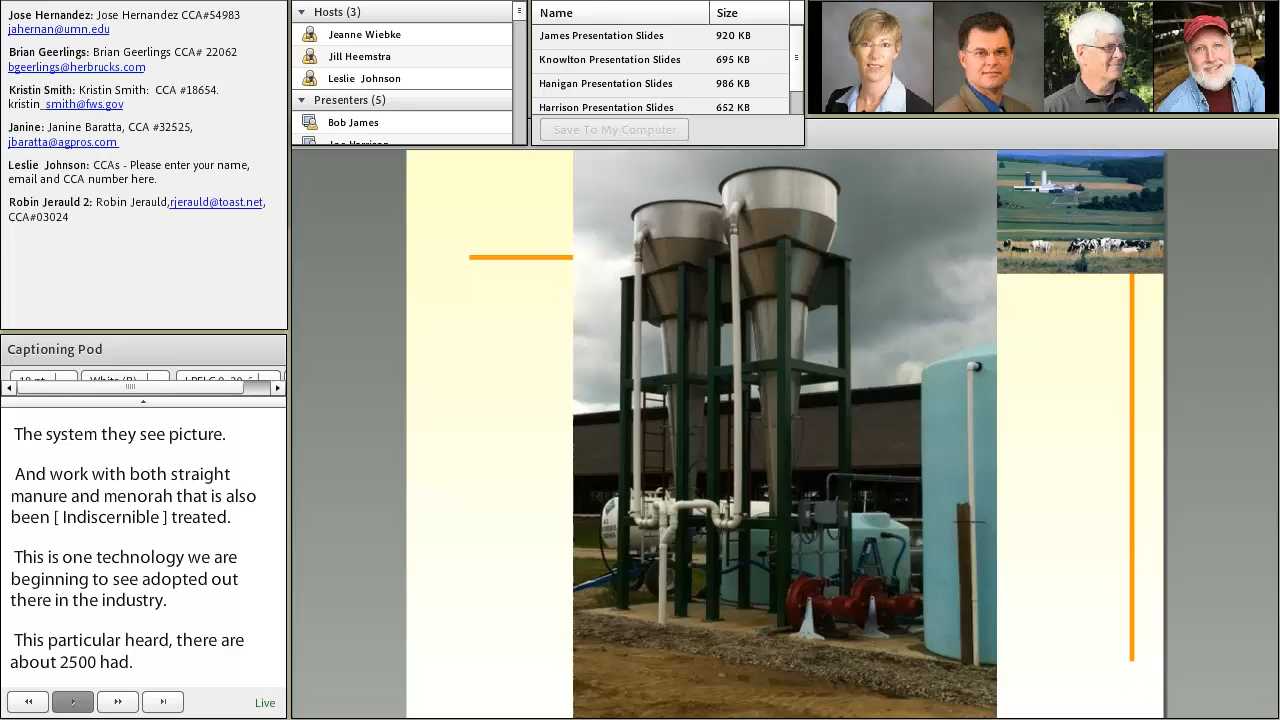 Jose Hernandez: Jose Hernandez CCA#54983
jahernan@umn.edu
Brian Geerlings: Brian Geerlings CCA# 22062
bgeerlings@herbrucks.com
Kristin Smith: Kristin Smith: CCA #18654.
kristin_smith@fws.gov
Janine: Janine Baratta, CCA #32525,
jbaratta@agpros.com
Leslie Johnson: CCAs - Please enter your name,
email and CCA number here.
Robin Jerauld 2: Robin Jerauld,rjerauld@toast.net,
CCA#03024
Hosts (3)
Jeanne Wiebke
Jill Heemstra
Leslie Johnson
Presenters (5)
Bob James
Name Size
James Presentation Slides 920 KB
Knowlton Presentation Slides 695 KB
Hanigan Presentation Slides 986 KB
Harrison Presentation Slides 652 KB
Save To My Computer
Captioning Pod
The system they see picture.
And work with both straight
manure and menorah that is also
been [ Indiscernible ] treated.
This is one technology we are
beginning to see adopted out
there in the industry.
This particular heard, there are
about 2500 had.
Live